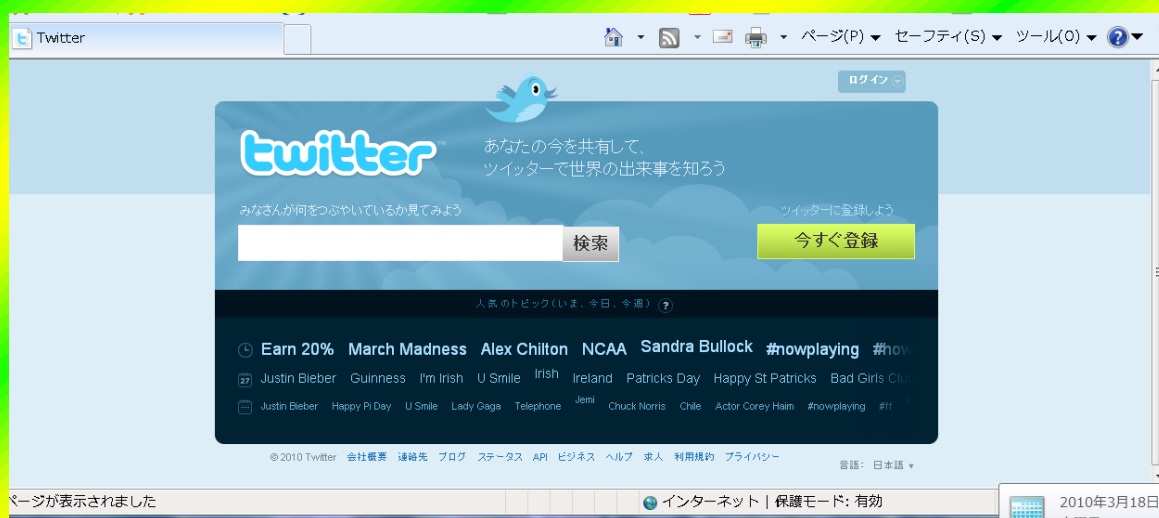 Twitter
ページ(P) セーフティ(S) ツール(O)
ログイン
twitter™
あなたの今を共有して、
ツイッターで世界の出来事を知ろう
みなさんが何をつぶやいているか見てみよう
ツイッターに登録しよう
検索
今すぐ登録
人気のトピック(いま、今日、今週) ?
Earn 20% March Madness Alex Chilton NCAA Sandra Bullock #nowplaying #how
27 Justin Bieber Guinness I'm Irish U Smile Irish Ireland Patricks Day Happy St Patricks Bad Girls Clu
Justin Bieber Happy Pi Day U Smile Lady Gaga Telephone Jemi Chuck Norris Chile Actor Corey Haim #nowplaying #ff
© 2010 Twitter 会社概要 連絡先 ブログ ステータス API ビジネス ヘルプ 求人 利用規約 プライバシー
言語: 日本語
ページが表示されました
インターネット | 保護モード: 有効
2010年3月18日